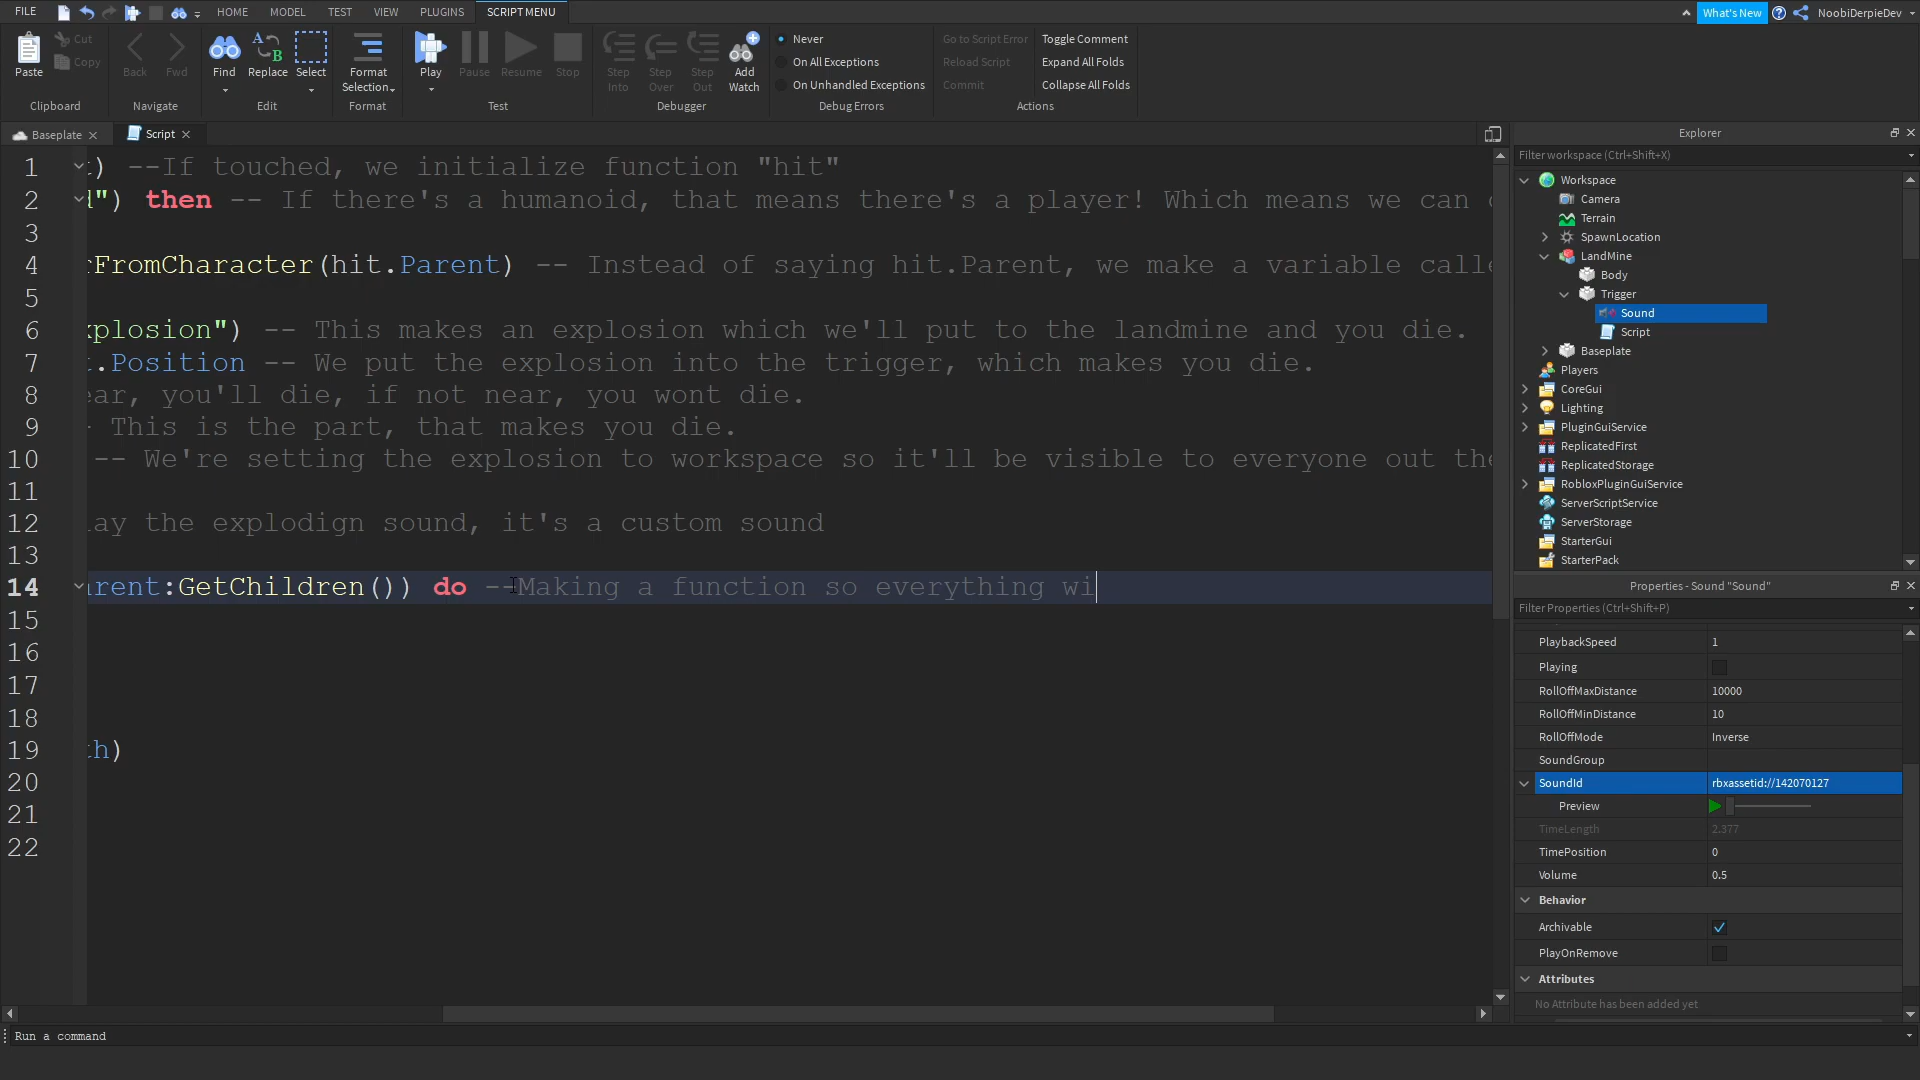 FILE HOME MODEL TEST VIEW PLUGINS SCRIPT MENU What's New NoobiDerpieDev
Paste Cut Copy Back Fwd Find Replace Select Format Selection Play Pause Resume Stop Step Into Step Over Step Out Add Watch
Never
On All Exceptions
On Unhandled Exceptions
Go to Script Error
Reload Script
Commit
Toggle Comment
Expand All Folds
Collapse All Folds
Clipboard Navigate Edit Format Test Debugger Debug Errors Actions
Baseplate Script
1 t) --If touched, we initialize function "hit"
2 d") then -- If there's a humanoid, that means there's a player! Which means we can
3
4 rFromCharacter(hit.Parent) -- Instead of saying hit.Parent, we make a variable calle
5
6 xplosion") -- This makes an explosion which we'll put to the landmine and you die.
7 t.Position -- We put the explosion into the trigger, which makes you die.
8 ear, you'll die, if not near, you wont die.
9 - This is the part, that makes you die.
10 -- We're setting the explosion to workspace so it'll be visible to everyone out the
11
12 lay the explodign sound, it's a custom sound
13
14 arent:GetChildren()) do --Making a function so everything wi
15
16
17
18
19 th)
20
21
22
Run a command
Explorer
Filter workspace (Ctrl+Shift+X)
Workspace
Camera
Terrain
SpawnLocation
LandMine
Body
Trigger
Sound
Script
Baseplate
Players
CoreGui
Lighting
PluginGuiService
ReplicatedFirst
ReplicatedStorage
RobloxPluginGuiService
ServerScriptService
ServerStorage
StarterGui
StarterPack
Properties - Sound "Sound"
Filter Properties (Ctrl+Shift+P)
PlaybackSpeed 1
Playing
RollOffMaxDistance 10000
RollOffMinDistance 10
RollOffMode Inverse
SoundGroup
SoundId rbxassetid://142070127
Preview
TimeLength 2.377
TimePosition 0
Volume 0.5
Behavior
Archivable
PlayOnRemove
Attributes
No Attribute has been added yet